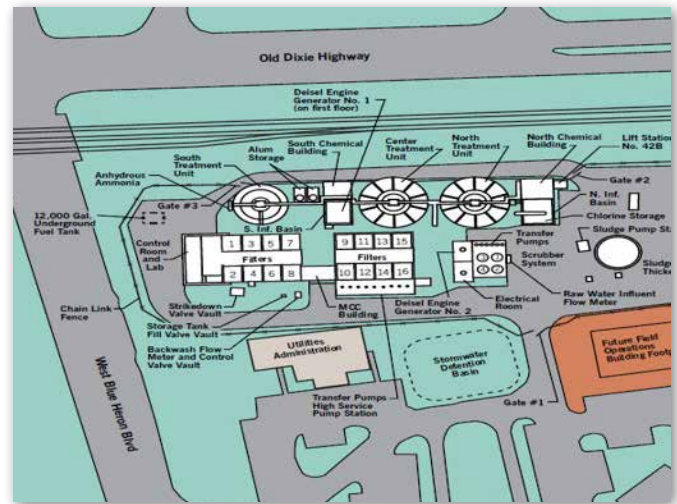 Old Dixie Highway
Deisel Engine
Generator No. 1
(on first floor)
South Chemical
Building
Alum
Storage
South
Treatment
Unit
Anhydrous
Ammonia
Center
Treatment
Unit
North
Treatment
Unit
North Chemical
Building
Lift Station
No. 42B
Gate #2
Gate #3
N. Inf.
Basin
S. Inf. Basin
Chlorine Storage
12,000 Gal.
Underground
Fuel Tank
Control
Room
and Lab
1 3 5 7
Filters
2 4 6 8
9 11 13 15
Filters
10 12 14 16
Transfer
Pumps
Scrubber
System
Sludge Pump Sta
Sludg
Thicke
Raw Water Influent
Flow Meter
Electrical
Room
Deisel Engine
Generator No. 2
MCC
Building
Strikedown
Valve Vault
Chain Link
Fence
Storage Tank
Fill Valve Vault
Backwash Flow
Meter and Control
Valve Vault
Utilities
Administration
Stormwater
Detention
Basin
Future Field
Operations
Building Footp
Gate #1
Transfer Pumps
High Service
Pump Station
West Blue Heron Blvd